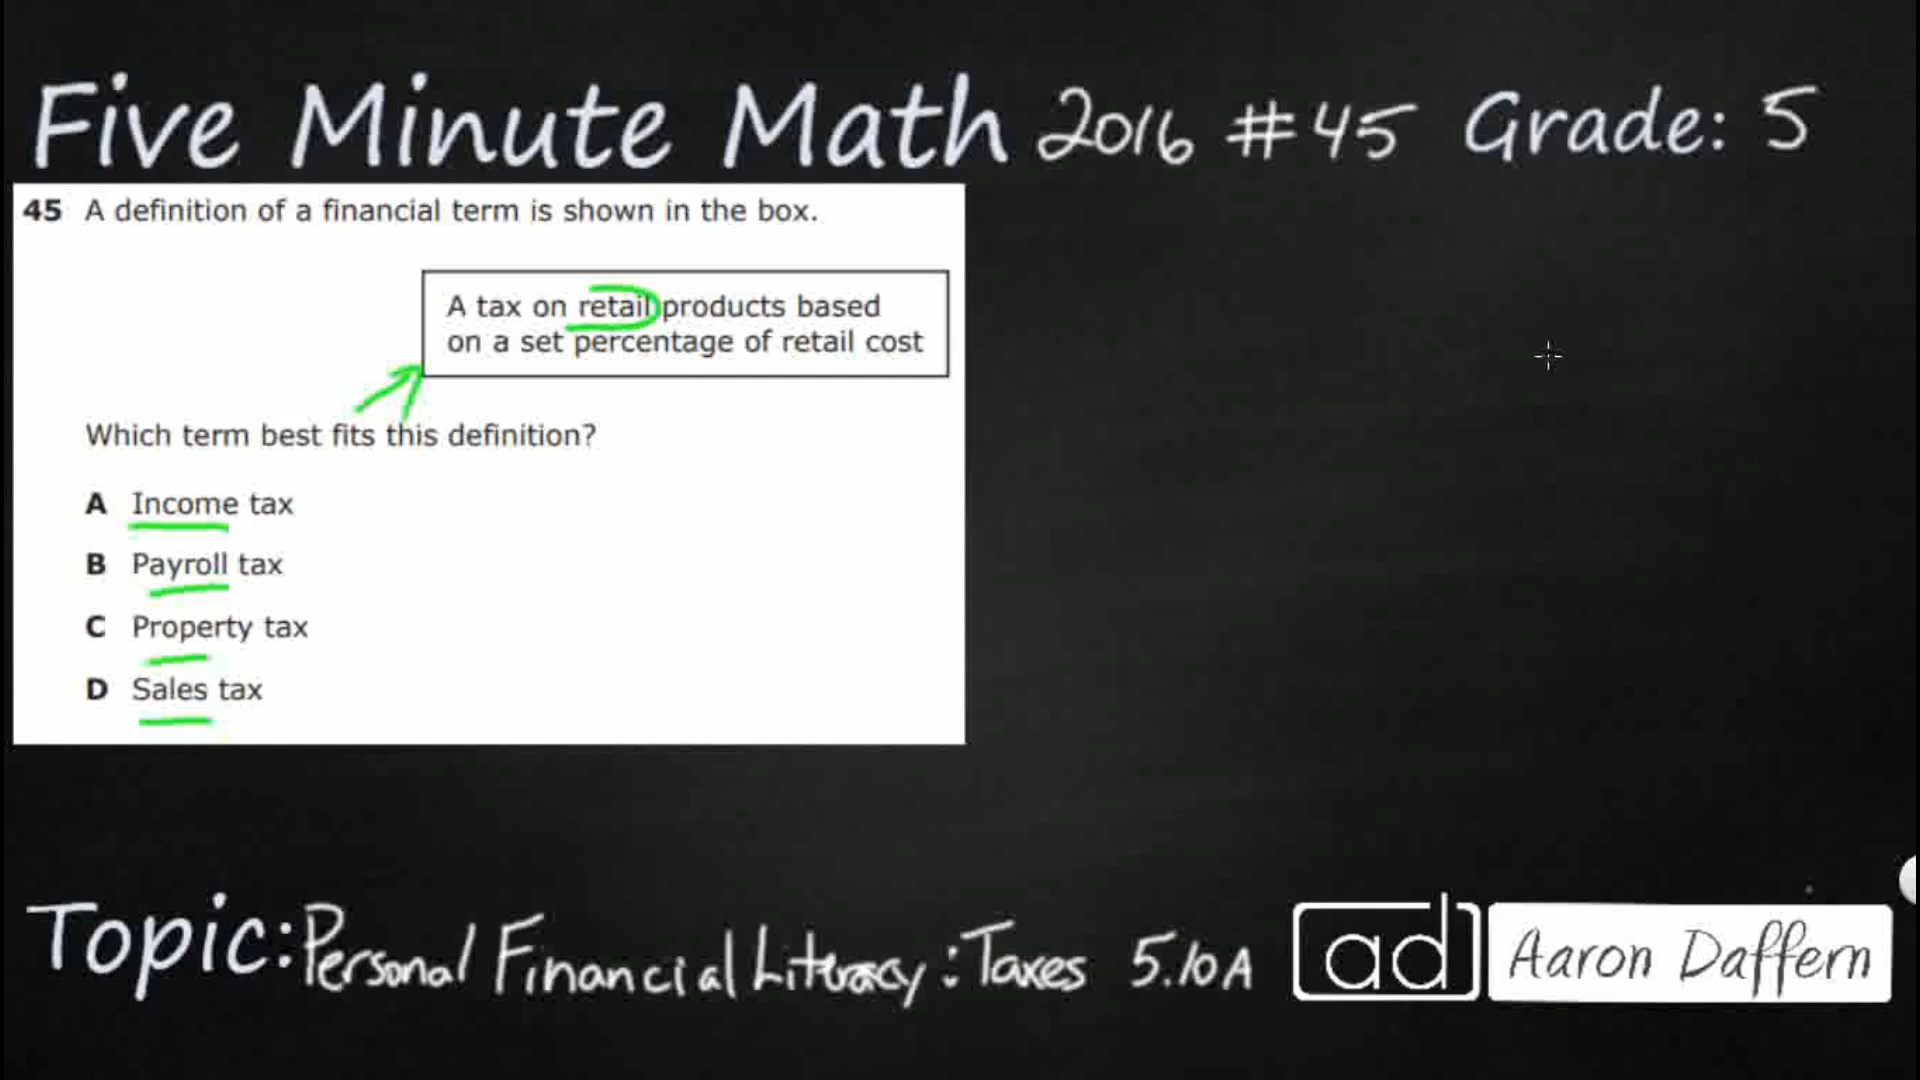 Five Minute Math 2016 #45 Grade: 5
45 A definition of a financial term is shown in the box.
A tax on retail products based
on a set percentage of retail cost
Which term best fits this definition?
A Income tax
B Payroll tax
C Property tax
D Sales tax
Topic: Personal Financial Literacy: Taxes 5.10A
ad Aaron Daffern